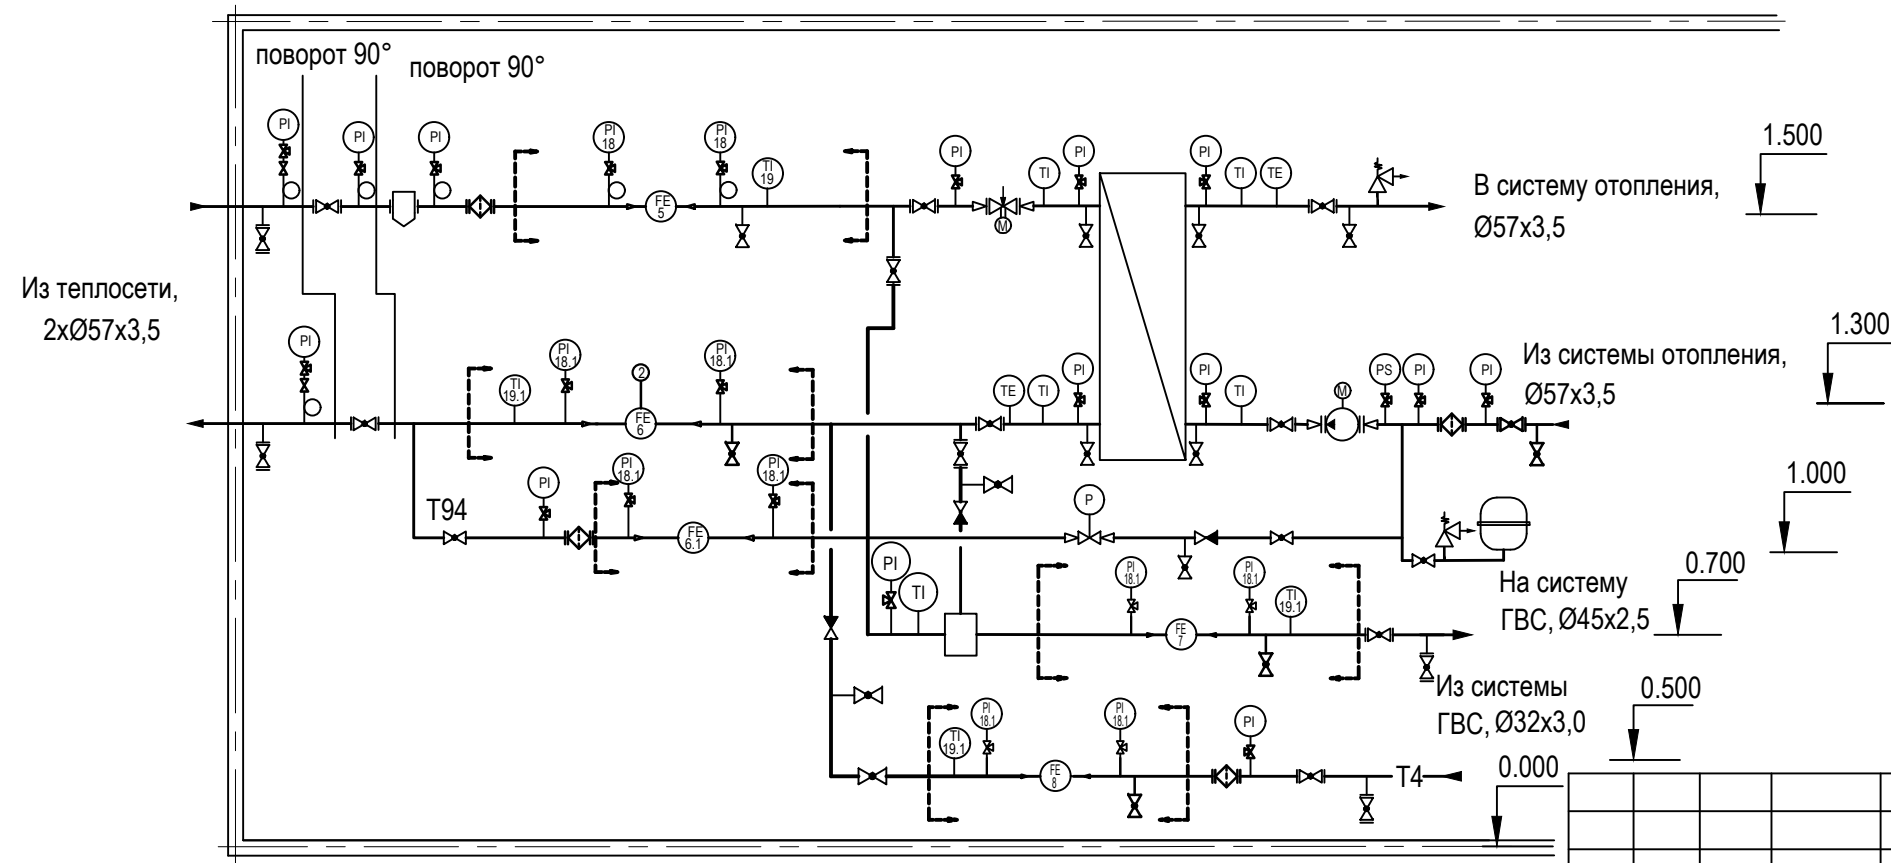 поворот 90°
поворот 90°
PI
PI
PI
PI
18
PI
18
TI
19
FE
5
PI
M
TI
PI
PI
TI
TE
1.500
В систему отопления,
Ø57х3,5
Из теплосети,
2хØ57х3,5
PI
TI
19.1
PI
18.1
2
FE
6
PI
18.1
TE
TI
PI
PI
TI
M
PS
PI
PI
1.300
Из системы отопления,
Ø57х3,5
T94
PI
PI
18.1
FE
6.1
PI
18.1
P
1.000
PI
TI
PI
18.1
FE
7
PI
18.1
TI
19.1
0.700
На систему
ГВС, Ø45х2,5
TI
19.1
PI
18.1
FE
8
PI
18.1
PI
T4
Из системы
ГВС, Ø32х3,0
0.500
0.000